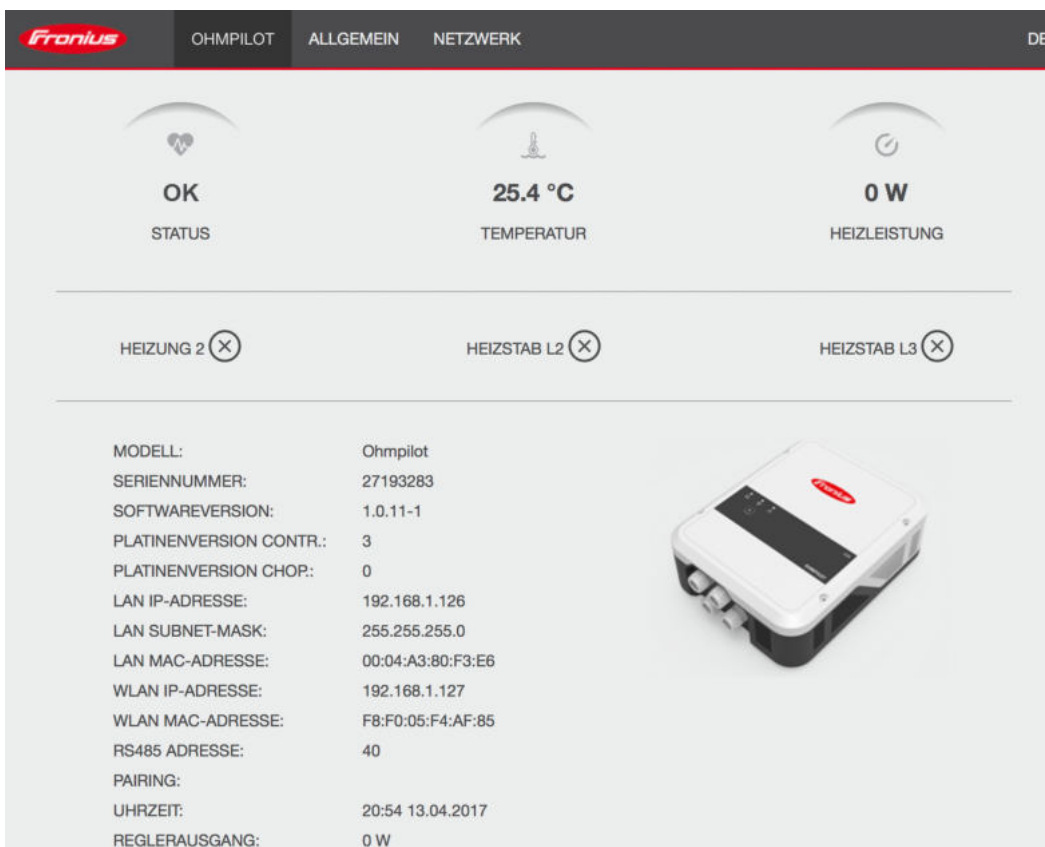 Fronius OHMPILOT ALLGEMEIN NETZWERK DE
OK 25.4 °C 0 W
STATUS TEMPERATUR HEIZLEISTUNG
HEIZUNG 2 HEIZSTAB L2 HEIZSTAB L3
MODELL: Ohmpilot
SERIENNUMMER: 27193283
SOFTWAREVERSION: 1.0.11-1
PLATINENVERSION CONTR.: 3
PLATINENVERSION CHOP.: 0
LAN IP-ADRESSE: 192.168.1.126
LAN SUBNET-MASK: 255.255.255.0
LAN MAC-ADRESSE: 00:04:A3:80:F3:E6
WLAN IP-ADRESSE: 192.168.1.127
WLAN MAC-ADRESSE: F8:F0:05:F4:AF:85
RS485 ADRESSE: 40
PAIRING:
UHRZEIT: 20:54 13.04.2017
REGLERAUSGANG: 0 W
Fronius